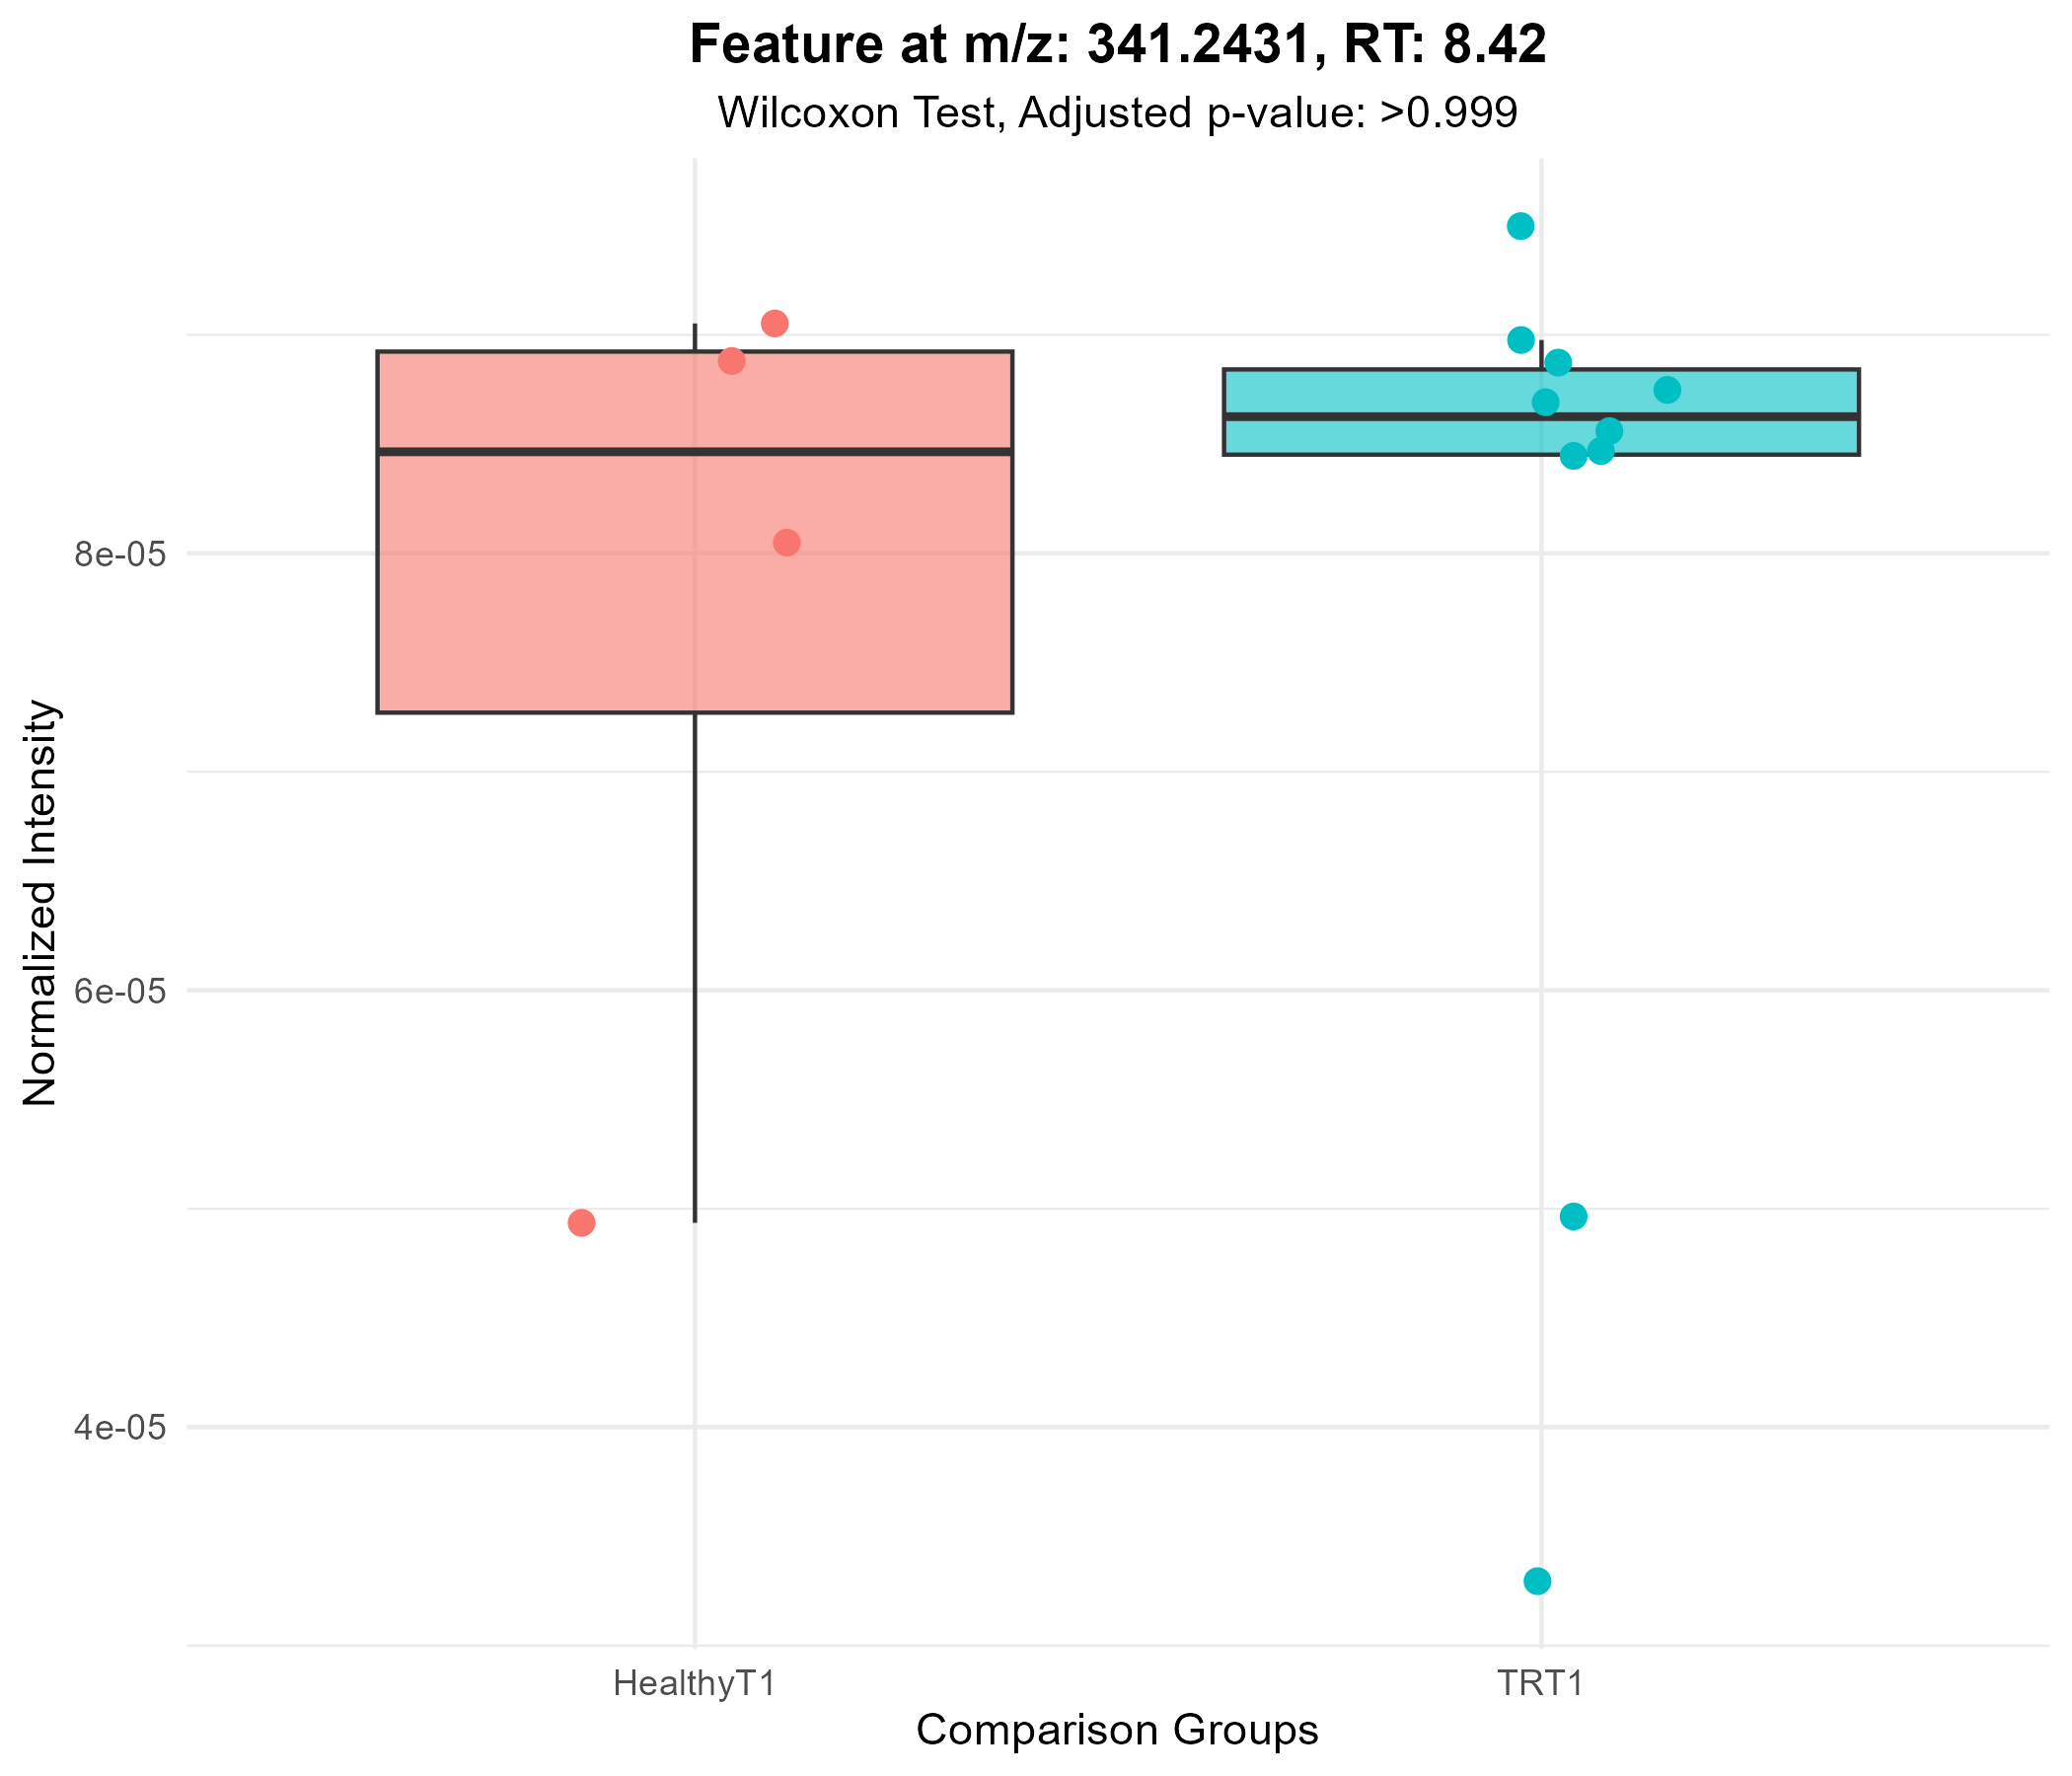 Feature at m/z: 341.2431, RT: 8.42
Wilcoxon Test, Adjusted p-value: >0.999
Normalized Intensity
8e-05
6e-05
4e-05
HealthyT1
TRT1
Comparison Groups